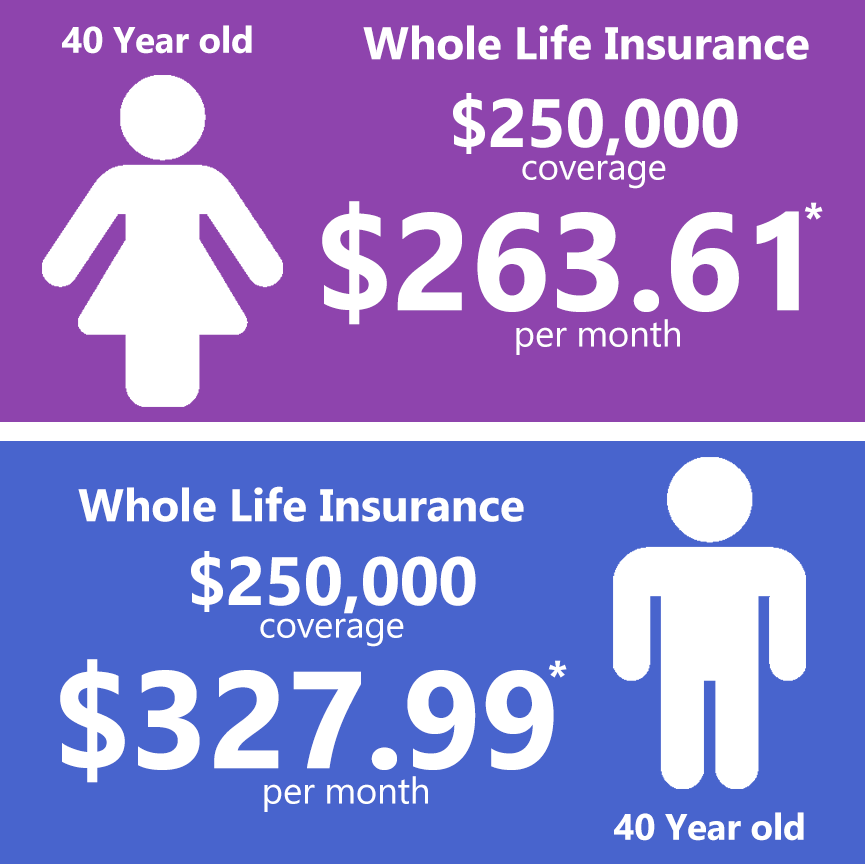 40 Year old
Whole Life Insurance
$250,000
coverage
$263.61*
per month
Whole Life Insurance
$250,000
coverage
$327.99*
per month
40 Year old